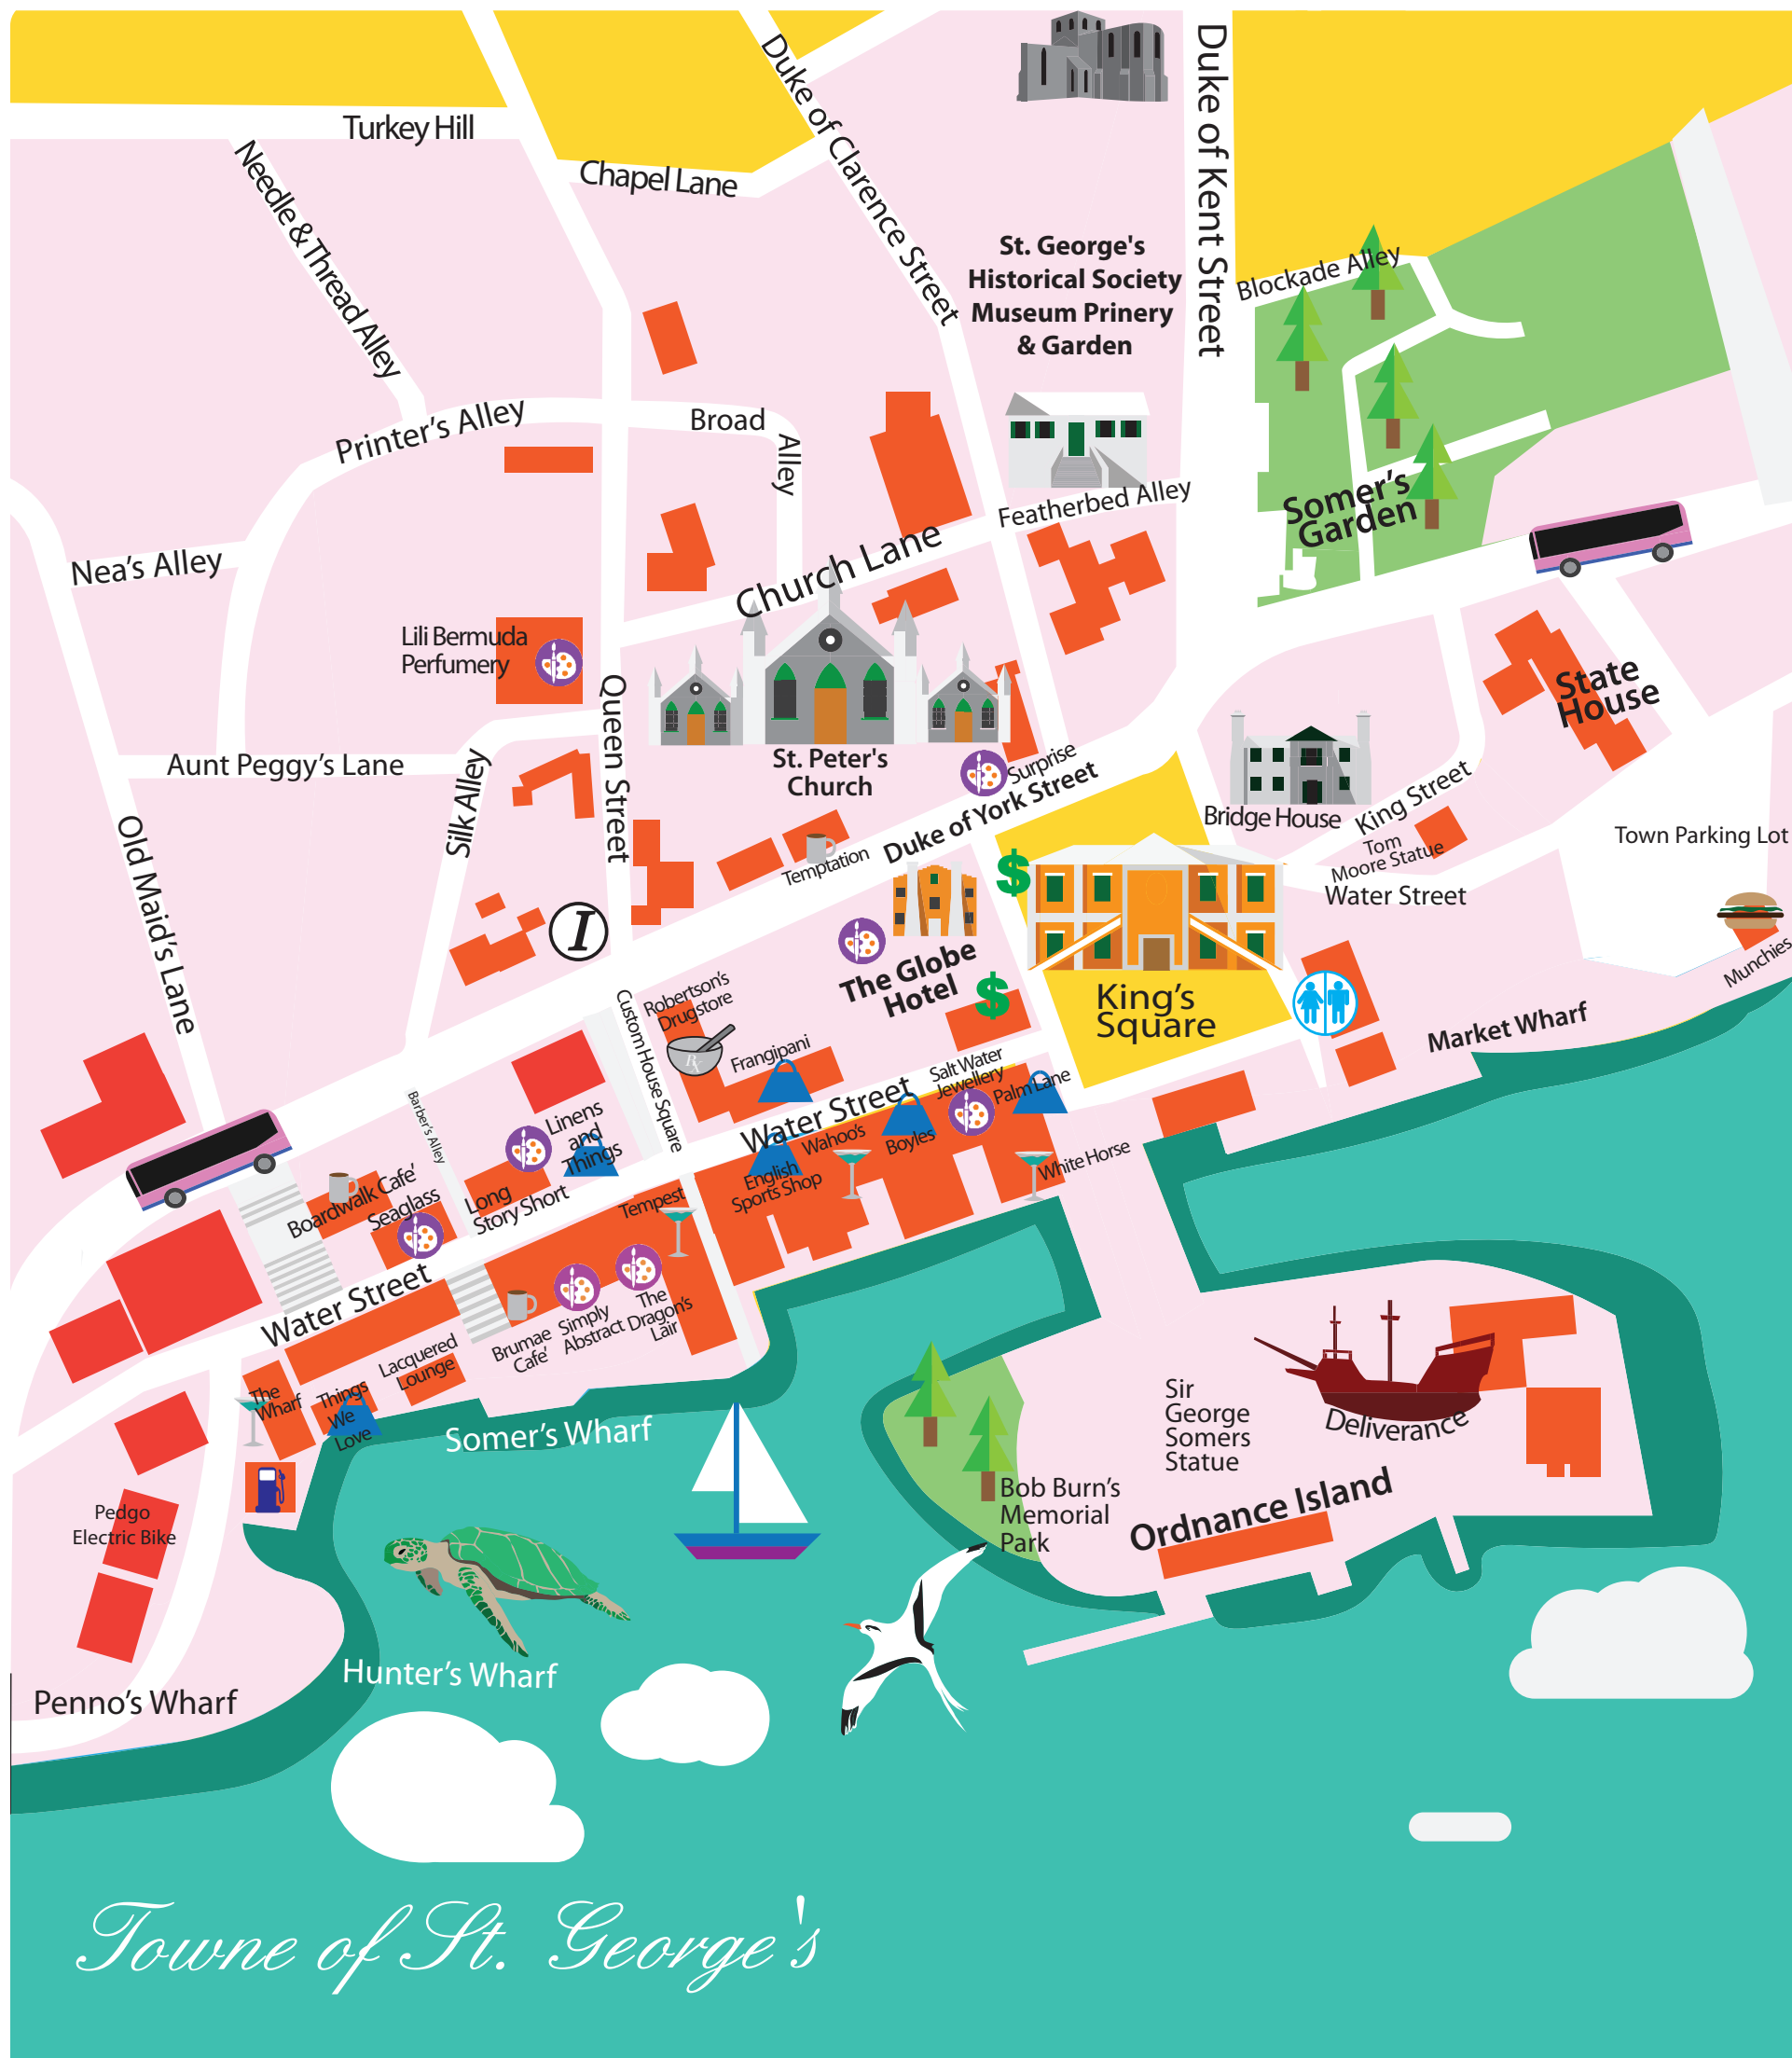 Turkey Hill
Needle & Thread Alley
Chapel Lane
Duke of Clarence Street
Duke of Kent Street
St. George's
Historical Society
Museum Prinery
& Garden
Blockade Alley
Printer's Alley
Broad
Alley
Featherbed Alley
Somer's
Garden
Nea's Alley
Church Lane
Lili Bermuda
Perfumery
Queen Street
State
House
St. Peter's
Church
Surprise
Duke of York Street
Aunt Peggy's Lane
Silk Alley
Old Maid's Lane
Bridge House
King Street
Tom
Moore Statue
Water Street
Town Parking Lot
Munchies
Temptation
$
I
The Globe
Hotel
$
King's
Square
Market Wharf
Custom House Square
Robertson's
Drugstore
Rx
Frangipani
Water Street
Salt Water
Jewellery
Palm Lane
Barber's Alley
Linens
and
Things
Wahoo's
Boyles
White Horse
English
Sports Shop
Boardwalk Cafe'
Seaglass
Long
Story Short
Tempest
Water Street
The
Dragon's
Lair
Simply
Abstract
Brumae
Cafe'
Lacquered
Lounge
The
Wharf
Things
We
Love
Somer's Wharf
Sir
George
Somers
Statue
Deliverance
Bob Burn's
Memorial
Park
Ordnance Island
Pedgo
Electric Bike
Hunter's Wharf
Penno's Wharf
Towne of St. George's